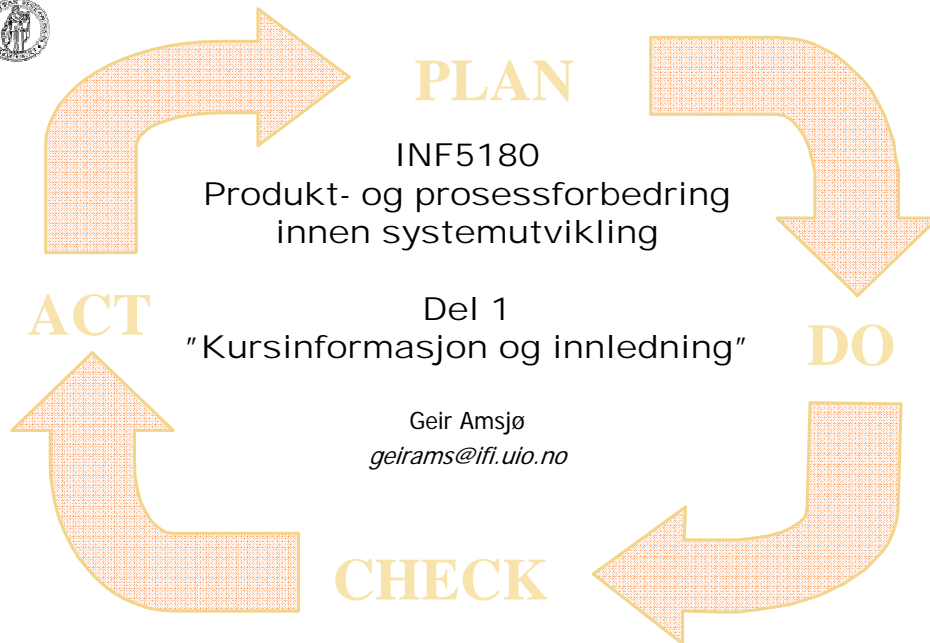 PLAN
INF5180
Produkt- og prosessforbedring
innen systemutvikling
ACT
Del 1
"Kursinformasjon og innledning"
DO
Geir Amsjø
geirams@ifi.uio.no
CHECK